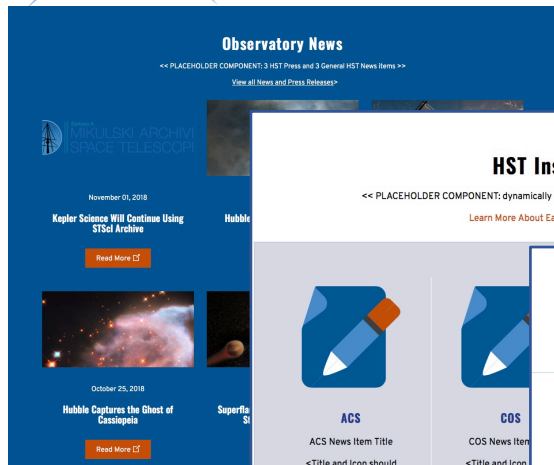 Observatory News
<< PLACEHOLDER COMPONENT: 3 HST Press and 3 General HST News items >>
View all News and Press Releases>
MIKULSKI ARCHIVE
SPACE TELESCOPE
November 01, 2018
Kepler Science Will Continue Using
STScI Archive
Read More
Hubble
October 25, 2018
Hubble Captures the Ghost of
Cassiopeia
Read More
Superfla
St
HST Ins
<< PLACEHOLDER COMPONENT: dynamically
Learn More About Ea
ACS
ACS News Item Title
<Title and Icon should
COS
COS News Item
<Title and Icon